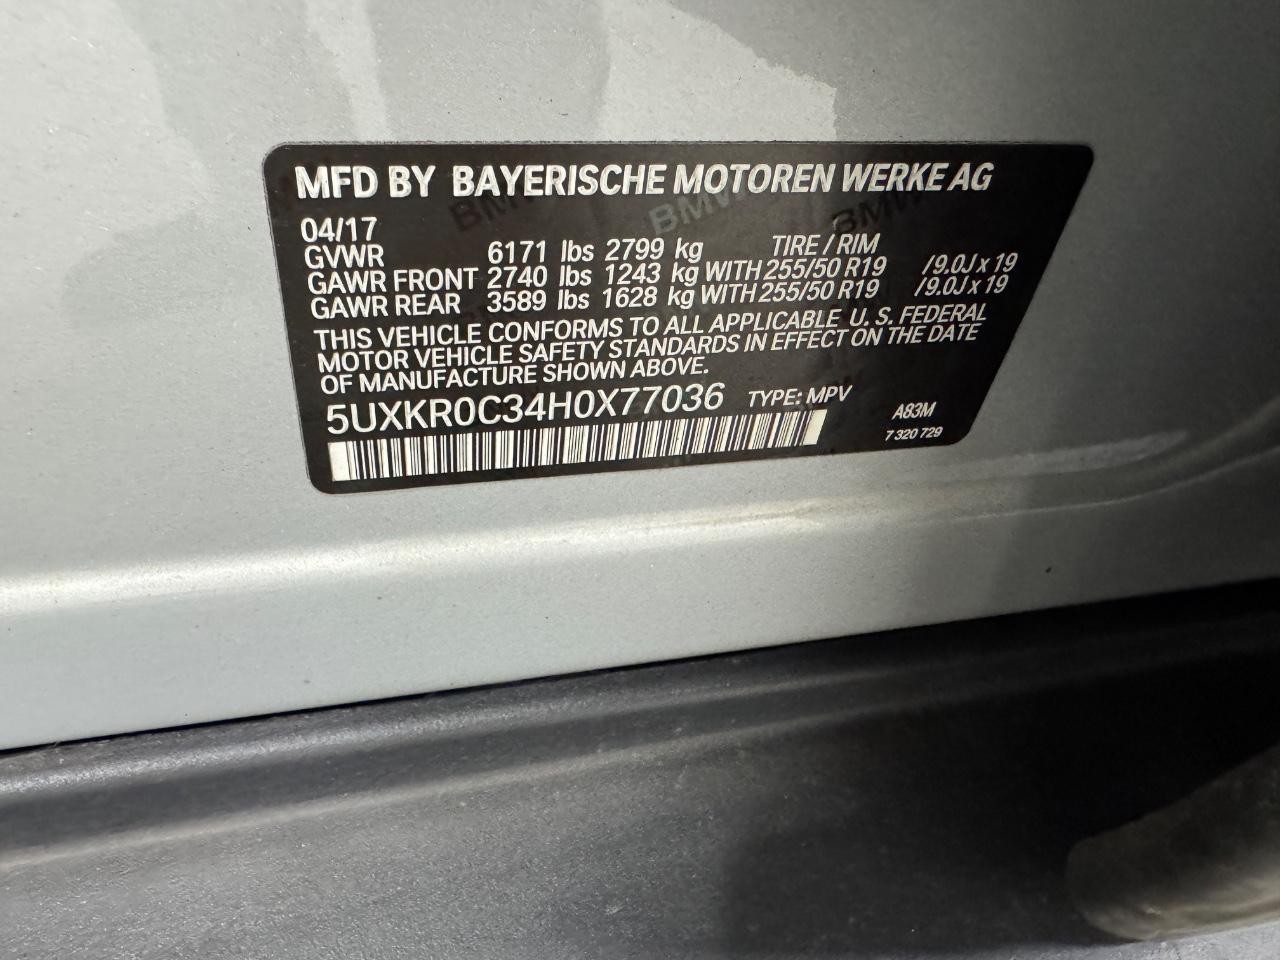 MFD BY BAYERISCHE MOTOREN WERKE AG
04/17
GVWR 6171 lbs 2799 kg TIRE / RIM
GAWR FRONT 2740 lbs 1243 kg WITH 255/50 R19 /9.0J x 19
GAWR REAR 3589 lbs 1628 kg WITH 255/50 R19 /9.0J x 19
THIS VEHICLE CONFORMS TO ALL APPLICABLE U. S. FEDERAL
MOTOR VEHICLE SAFETY STANDARDS IN EFFECT ON THE DATE
OF MANUFACTURE SHOWN ABOVE.
5UXKR0C34H0X77036 TYPE: MPV A83M
7 320 729
BMW BMW BMW